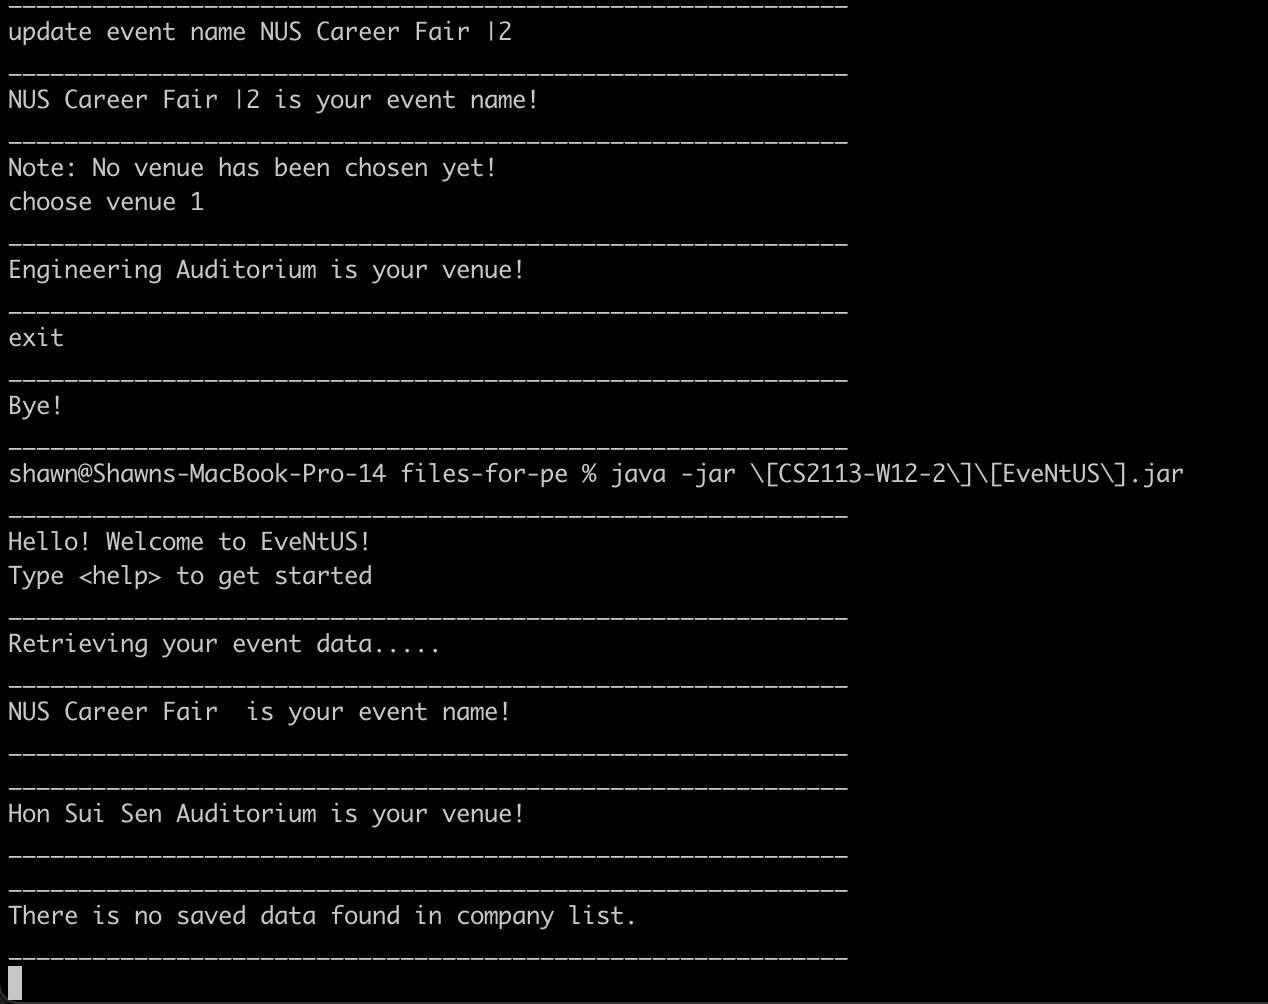 ____________________________________________________________
update event name NUS Career Fair |2
____________________________________________________________
NUS Career Fair |2 is your event name!
____________________________________________________________
Note: No venue has been chosen yet!
choose venue 1
____________________________________________________________
Engineering Auditorium is your venue!
____________________________________________________________
exit
____________________________________________________________
Bye!
____________________________________________________________
shawn@Shawns-MacBook-Pro-14 files-for-pe % java -jar \[CS2113-W12-2\]\[EveNtUS\].jar
____________________________________________________________
Hello! Welcome to EveNtUS!
Type <help> to get started
____________________________________________________________
Retrieving your event data.....
____________________________________________________________
NUS Career Fair  is your event name!
____________________________________________________________
____________________________________________________________
Hon Sui Sen Auditorium is your venue!
____________________________________________________________
____________________________________________________________
There is no saved data found in company list.
____________________________________________________________